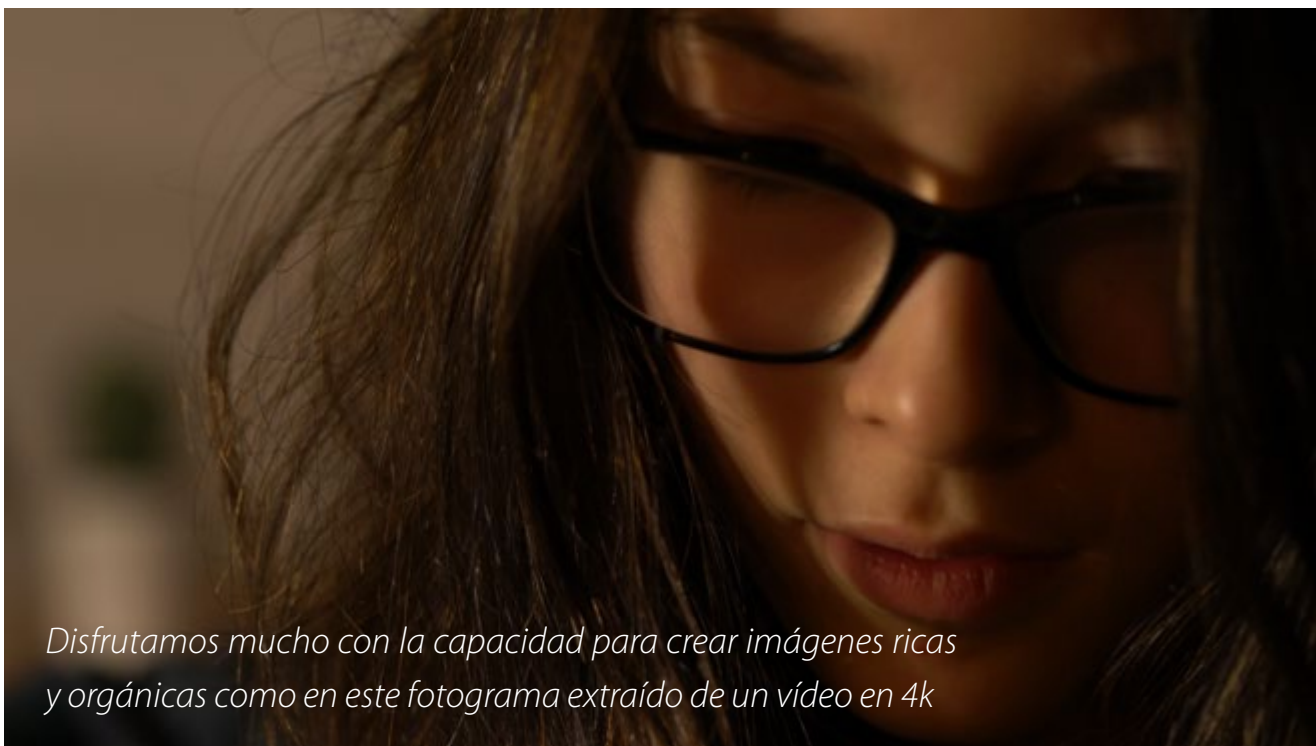 Disfrutamos mucho con la capacidad para crear imágenes ricas
y orgánicas como en este fotograma extraído de un vídeo en 4k